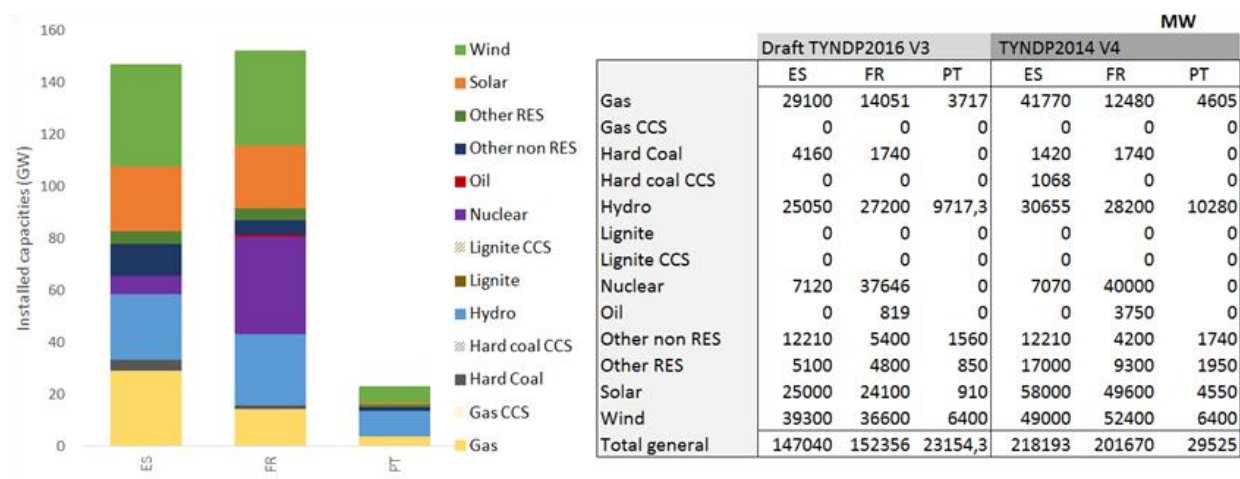 160
140
120
100
80
60
40
20
0
Installed capacities (GW)
ES
FR
PT
Wind
Solar
Other RES
Other non RES
Oil
Nuclear
Lignite CCS
Lignite
Hydro
Hard coal CCS
Hard Coal
Gas CCS
Gas
MW
Draft TYNDP2016 V3 TYNDP2014 V4
ES FR PT ES FR PT
Gas 29100 14051 3717 41770 12480 4605
Gas CCS 0 0 0 0 0 0
Hard Coal 4160 1740 0 1420 1740 0
Hard coal CCS 0 0 0 1068 0 0
Hydro 25050 27200 9717,3 30655 28200 10280
Lignite 0 0 0 0 0 0
Lignite CCS 0 0 0 0 0 0
Nuclear 7120 37646 0 7070 40000 0
Oil 0 819 0 0 3750 0
Other non RES 12210 5400 1560 12210 4200 1740
Other RES 5100 4800 850 17000 9300 1950
Solar 25000 24100 910 58000 49600 4550
Wind 39300 36600 6400 49000 52400 6400
Total general 147040 152356 23154,3 218193 201670 29525